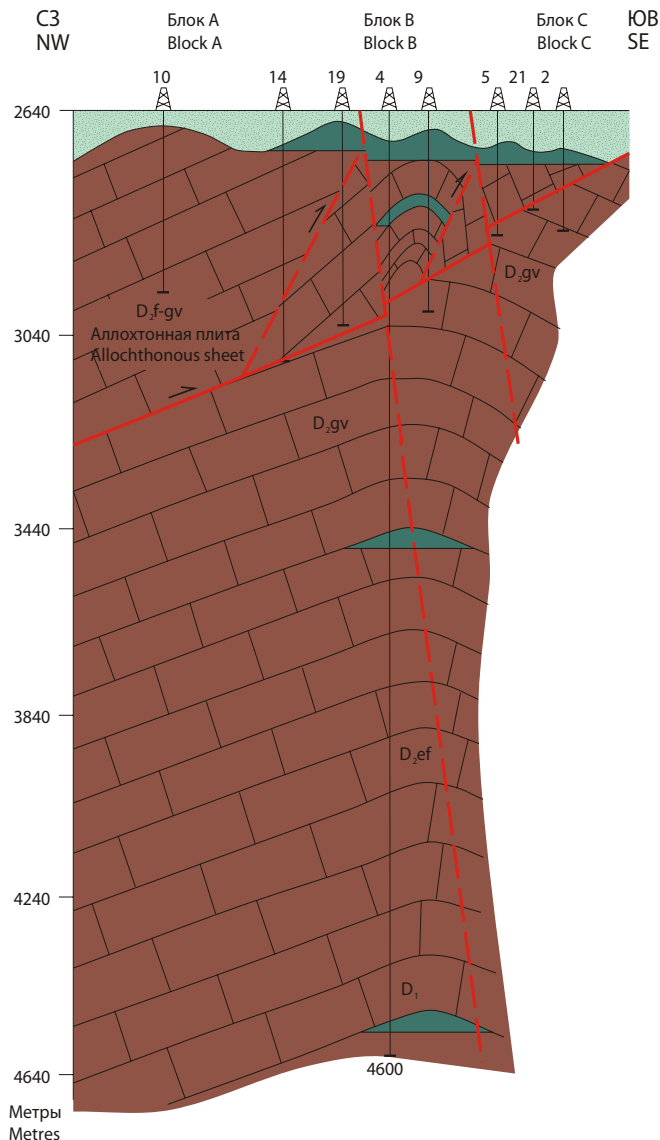 СЗ
NW
Блок А
Block A
Блок В
Block B
Блок С
Block C
ЮВ
SE
10 14 19 4 9 5 21 2
2640
3040
3440
3840
4240
4640
Метры
Metres
D₂f-gv
Аллохтонная плита
Allochthonous sheet
D₂gv
D₂gv
D₂ef
D₁
4600